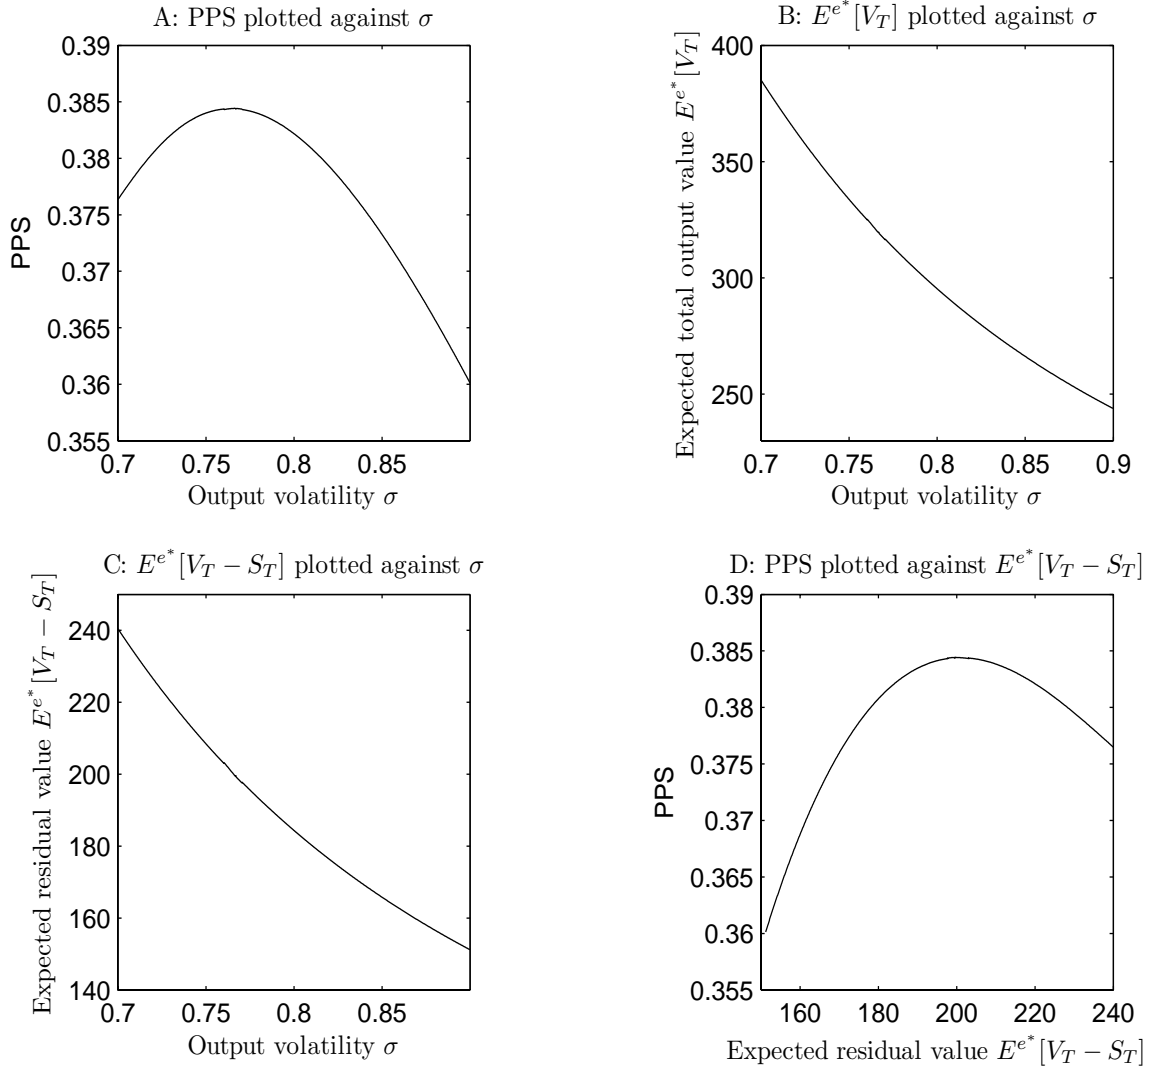 A: PPS plotted against σ
0.39
0.385
0.38
0.375
0.37
0.365
0.36
0.355
PPS
0.7 0.75 0.8 0.85
Output volatility σ
B: E^{e*}[V_T] plotted against σ
400
350
300
250
Expected total output value E^{e*}[V_T]
0.7 0.75 0.8 0.85 0.9
Output volatility σ
C: E^{e*}[V_T − S_T] plotted against σ
240
220
200
180
160
140
Expected residual value E^{e*}[V_T − S_T]
0.7 0.75 0.8 0.85
Output volatility σ
D: PPS plotted against E^{e*}[V_T − S_T]
0.39
0.385
0.38
0.375
0.37
0.365
0.36
0.355
PPS
160 180 200 220 240
Expected residual value E^{e*}[V_T − S_T]